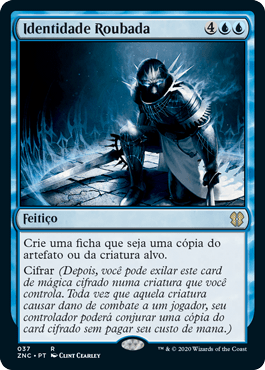 Identidade Roubada 4
Feitiço
Crie uma ficha que seja uma cópia do
artefato ou da criatura alvo.
Cifrar (Depois, você pode exilar este card
de mágica cifrado numa criatura que você
controla. Toda vez que aquela criatura
causar dano de combate a um jogador, seu
controlador poderá conjurar uma cópia do
card cifrado sem pagar seu custo de mana.)
037 R
ZNC • PT Clint Cearley
™ & © 2020 Wizards of the Coast